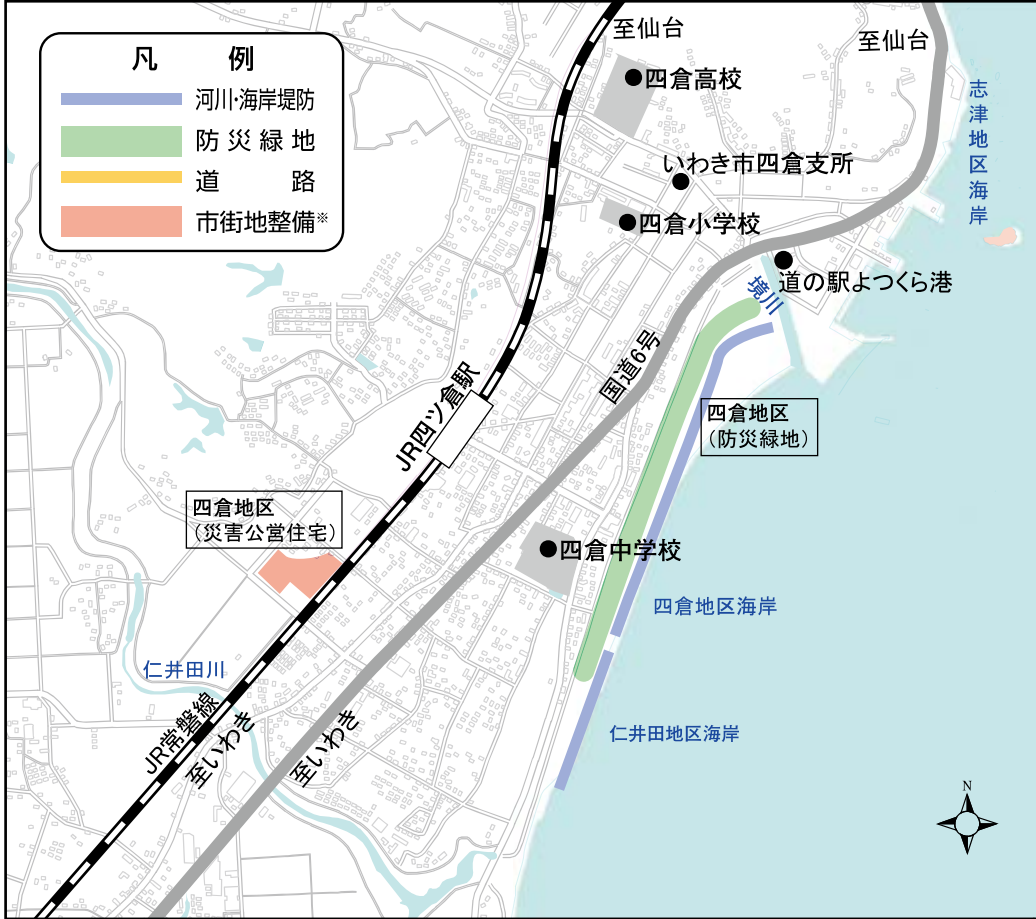 凡 例
河川・海岸堤防
防災緑地
道 路
市街地整備※
至仙台
至仙台
四倉高校
志津地区海岸
いわき市四倉支所
四倉小学校
道の駅よつくら港
境川
国道6号
JR四ツ倉駅
四倉地区
（防災緑地）
四倉地区
（災害公営住宅）
四倉中学校
四倉地区海岸
仁井田川
JR常磐線
至いわき
至いわき
仁井田地区海岸
N